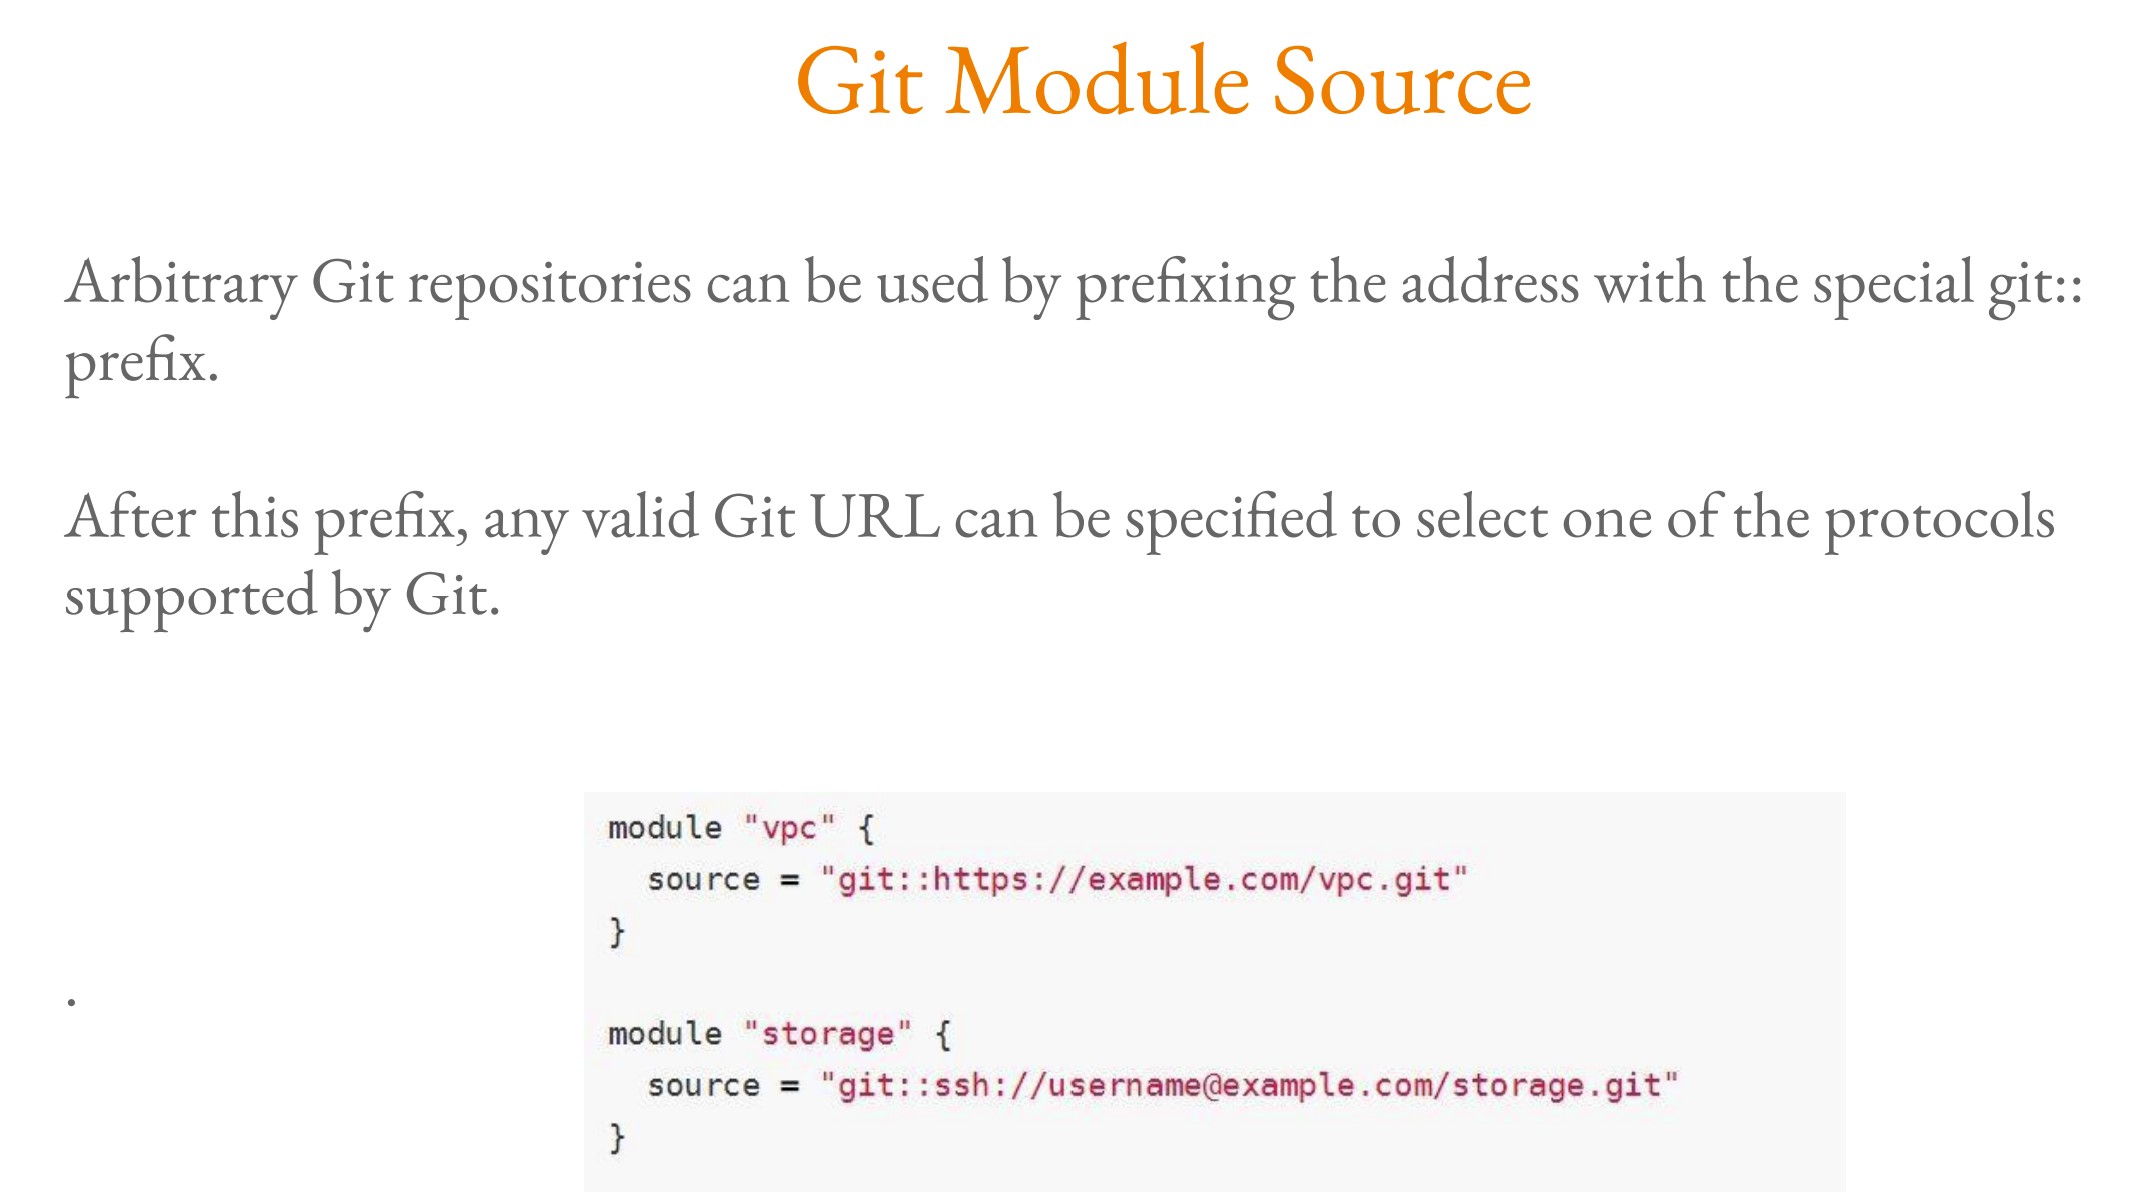 Git Module Source
Arbitrary Git repositories can be used by prefixing the address with the special git::
prefix.
After this prefix, any valid Git URL can be specified to select one of the protocols
supported by Git.
module "vpc" {
  source = "git::https://example.com/vpc.git"
}
.
module "storage" {
  source = "git::ssh://username@example.com/storage.git"
}